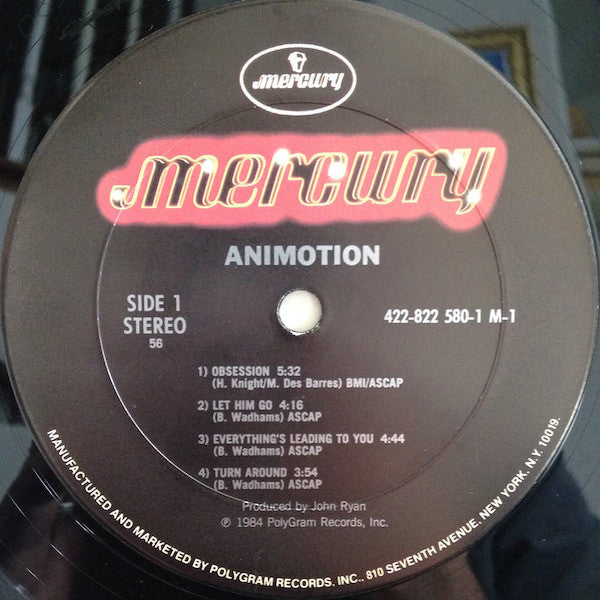 mercury
mercury
ANIMOTION
SIDE 1
STEREO
56
422-822 580-1 M-1
1) OBSESSION 5:32
(H. Knight/M. Des Barres) BMI/ASCAP
2) LET HIM GO 4:16
(B. Wadhams) ASCAP
3) EVERYTHING'S LEADING TO YOU 4:44
(B. Wadhams) ASCAP
4) TURN AROUND 3:54
(B. Wadhams) ASCAP
Produced by John Ryan
℗ 1984 PolyGram Records, Inc.
MANUFACTURED AND MARKETED BY POLYGRAM RECORDS. INC.. 810 SEVENTH AVENUE. NEW YORK. N.Y. 10019.